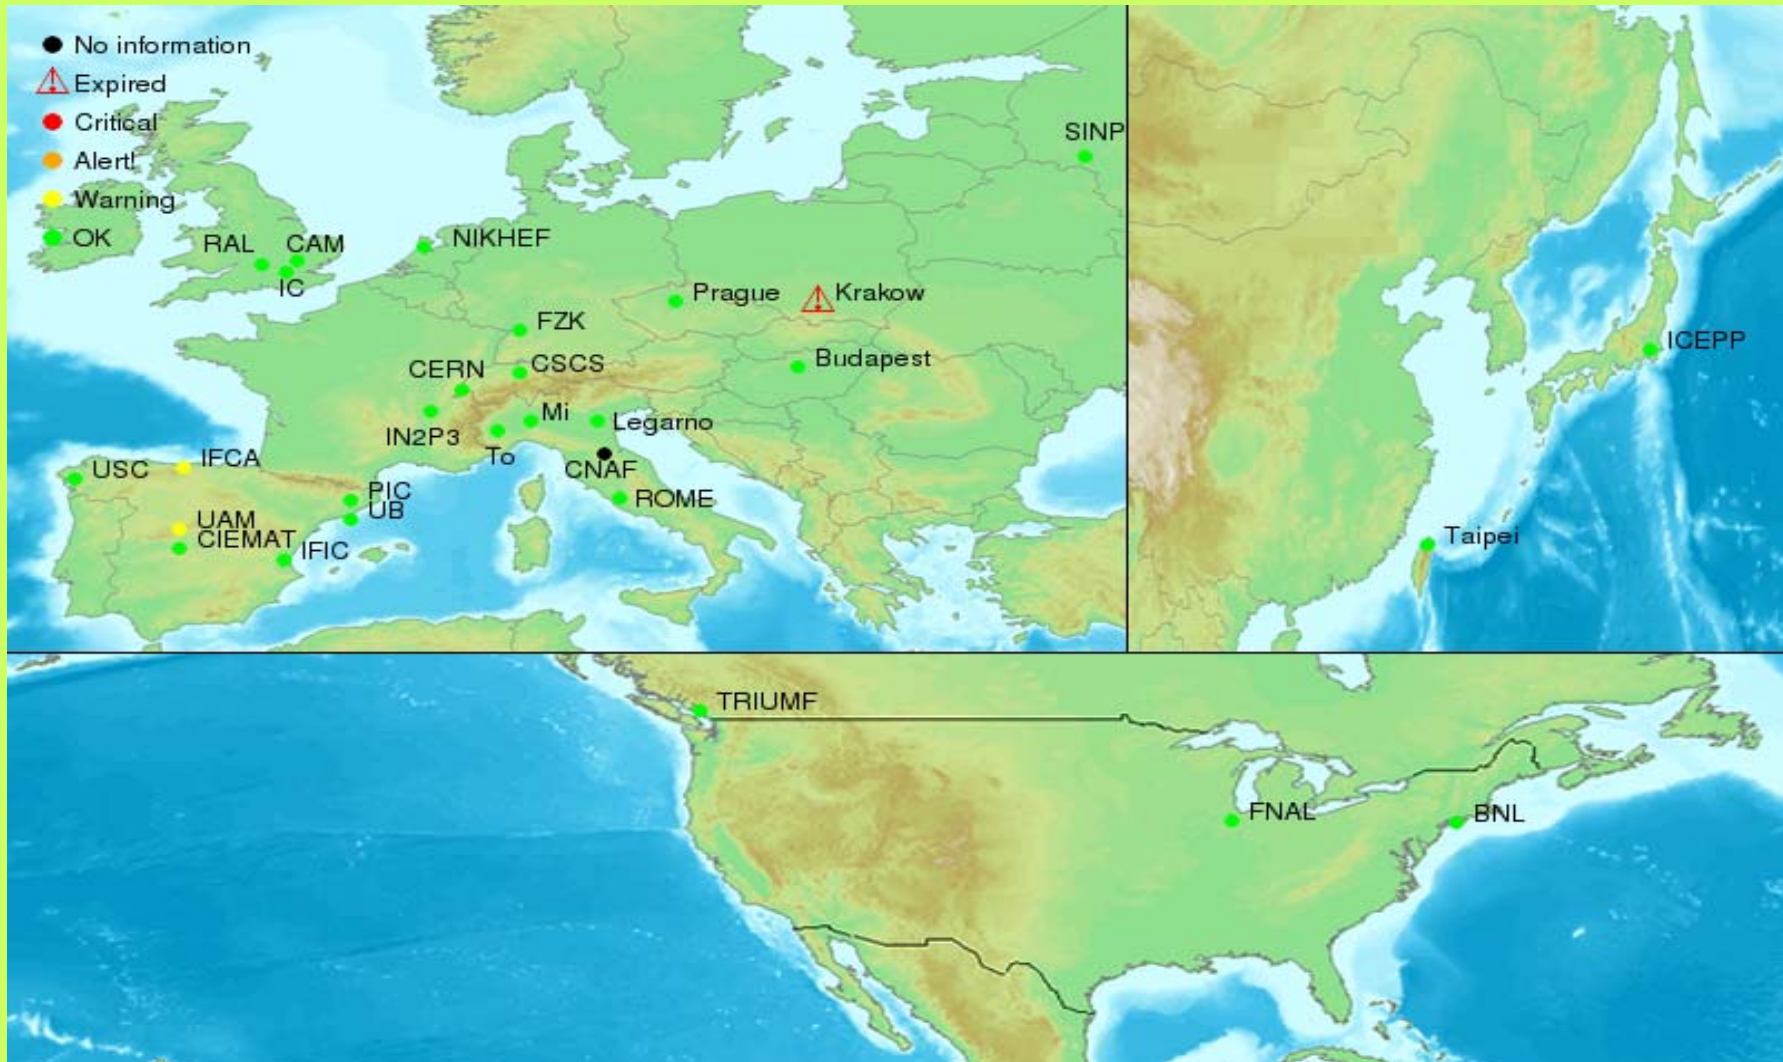 No information
Expired
Critical
Alert!
Warning
OK
SINP
RAL
CAM
IC
NIKHEF
Prague
Krakow
FZK
CERN
CSCS
Budapest
IN2P3
Mi
Legarno
To
CNAF
USC
IFCA
PIC
UB
ROME
UAM
CIEMAT
IFIC
ICEPP
Taipei
TRIUMF
FNAL
BNL